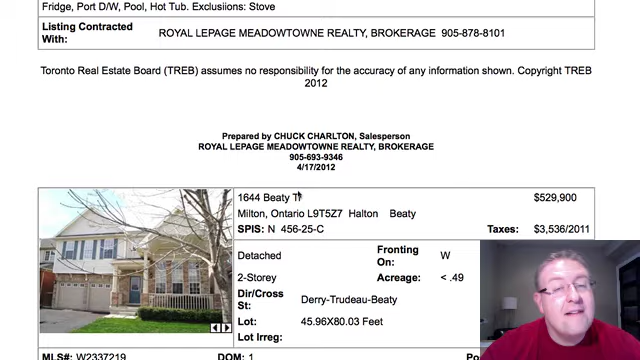 Fridge, Port D/W, Pool, Hot Tub. Exclusiions: Stove
Listing Contracted With: ROYAL LEPAGE MEADOWTOWNE REALTY, BROKERAGE 905-878-8101
Toronto Real Estate Board (TREB) assumes no responsibility for the accuracy of any information shown. Copyright TREB
2012
Prepared by CHUCK CHARLTON, Salesperson
ROYAL LEPAGE MEADOWTOWNE REALTY, BROKERAGE
905-693-9346
4/17/2012
1644 Beaty $529,900
Milton, Ontario L9T5Z7 Halton Beaty
SPIS: N 456-25-C Taxes: $3,536/2011
Detached Fronting On: W
2-Storey Acreage: < .49
Dir/Cross St: Derry-Trudeau-Beaty
Lot: 45.96X80.03 Feet
Lot Irreg:
MLS#: W2337219 DOM: 1